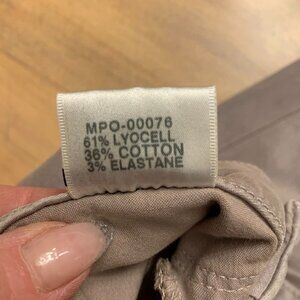 MPO-00076
61% LYOCELL
36% COTTON
3% ELASTANE